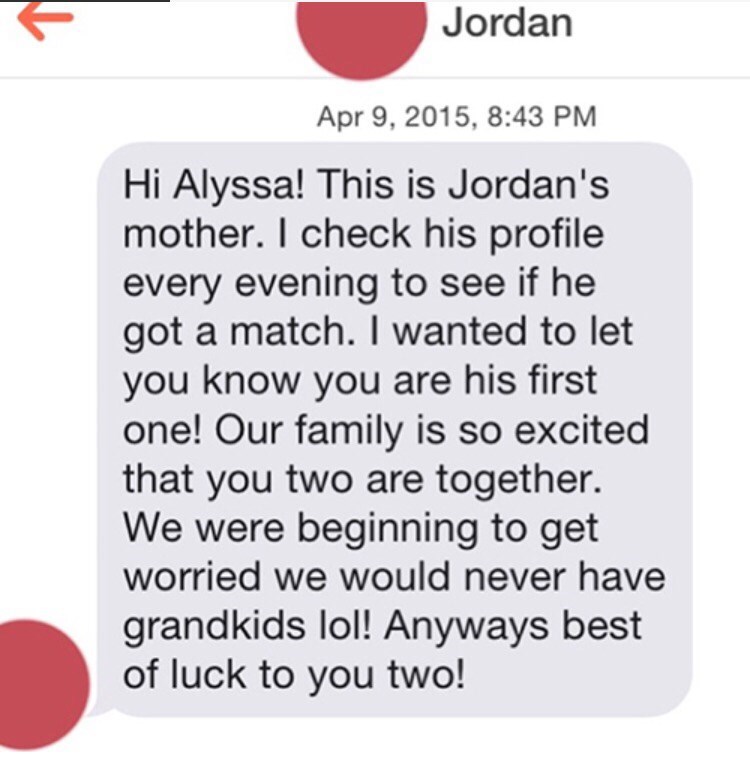 Jordan
Apr 9, 2015, 8:43 PM
Hi Alyssa! This is Jordan's
mother. I check his profile
every evening to see if he
got a match. I wanted to let
you know you are his first
one! Our family is so excited
that you two are together.
We were beginning to get
worried we would never have
grandkids lol! Anyways best
of luck to you two!